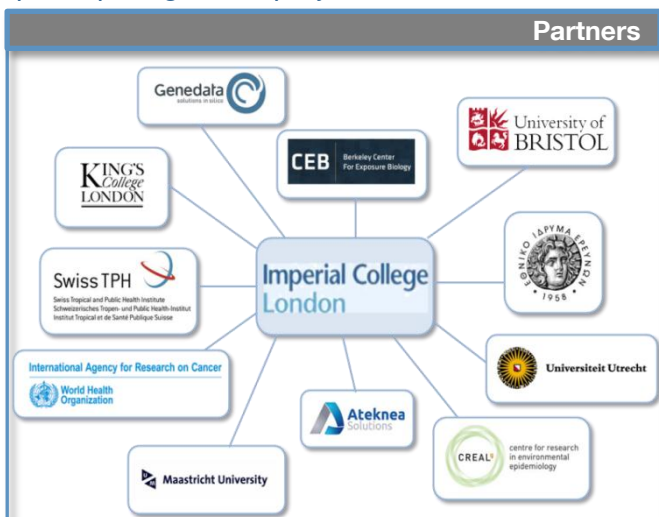 Partners
Genedata
solutions in silico
CEB
Berkeley Center
For Exposure Biology
University of
BRISTOL
KING'S
College
LONDON
ΕΘΝΙΚΟ ΙΔΡΥΜΑ ΕΡΕΥΝΩΝ
• 1958 •
Swiss TPH
Swiss Tropical and Public Health Institute
Schweizerisches Tropen- und Public Health-Institut
Institut Tropical et de Santé Publique Suisse
Imperial College
London
International Agency for Research on Cancer
World Health
Organization
Universiteit Utrecht
Ateknea
Solutions
CREAL
centre for research
in environmental
epidemiology
Maastricht University